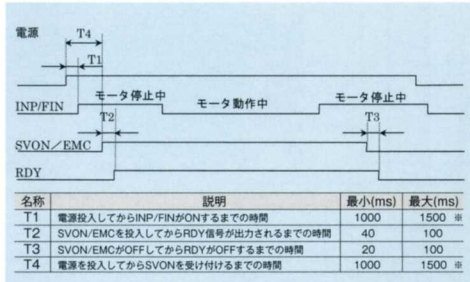 電源
T4
T1
INP/FIN
モータ停止中
モータ動作中
モータ停止中
T2
T3
SVON/EMC
RDY
名称 説明 最小(ms) 最大(ms)
T1 電源投入してからINP/FINがONするまでの時間 1000 1500 ※
T2 SVON/EMCを投入してからRDY信号が出力されるまでの時間 40 100
T3 SVON/EMCがOFFしてからRDYがOFFするまでの時間 20 100
T4 電源を投入してからSVONを受け付けるまでの時間 1000 1500 ※